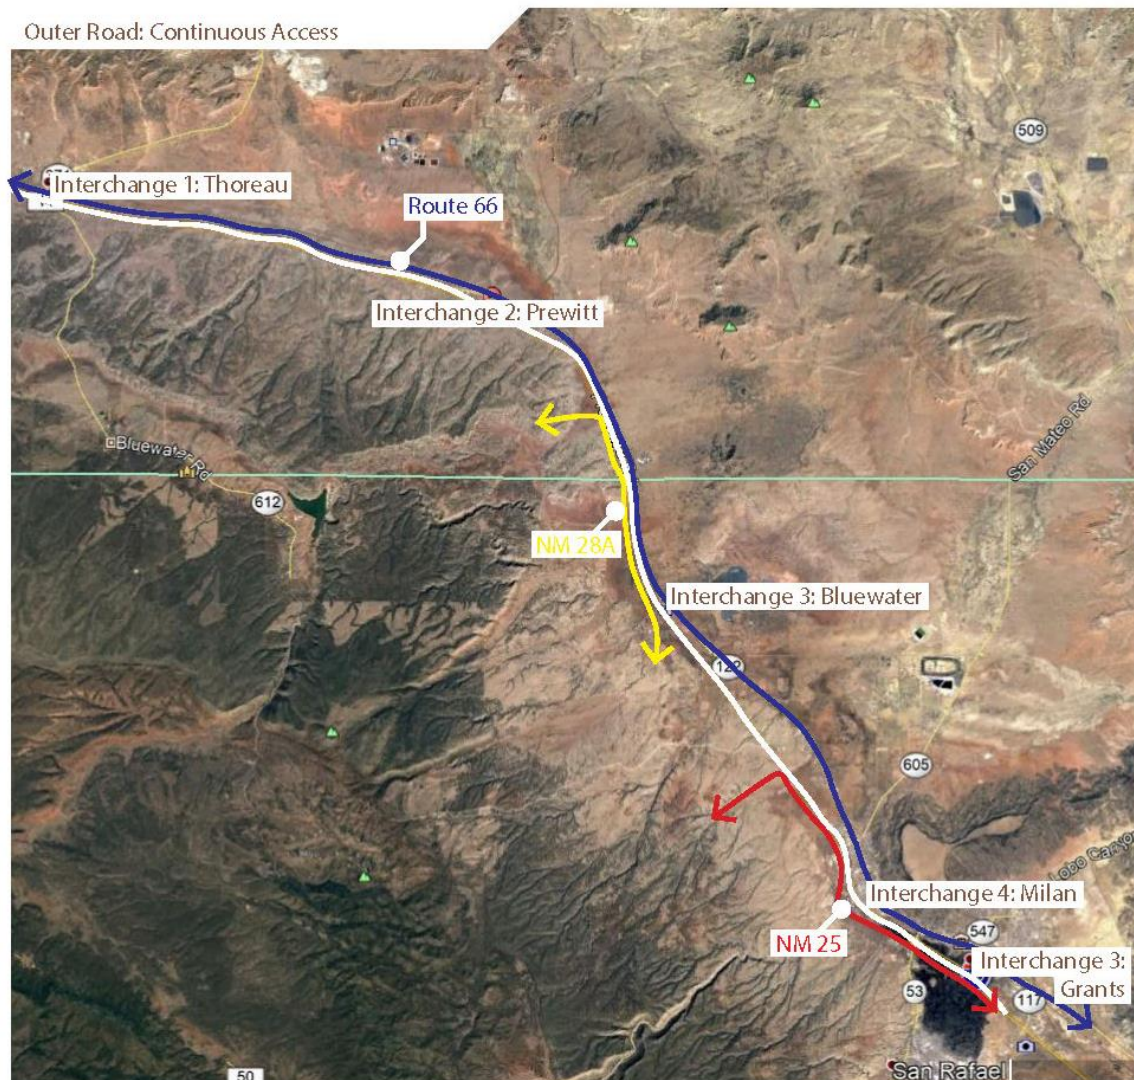 Outer Road: Continuous Access
509
Interchange 1: Thoreau
Route 66
Interchange 2: Prewitt
San Mateo Rd
Bluewater Rd
612
NM 28A
Interchange 3: Bluewater
122
605
Lobo Canyon
Interchange 4: Milan
NM 25
547
Interchange 3:
Grants
53
117
San Rafael
50